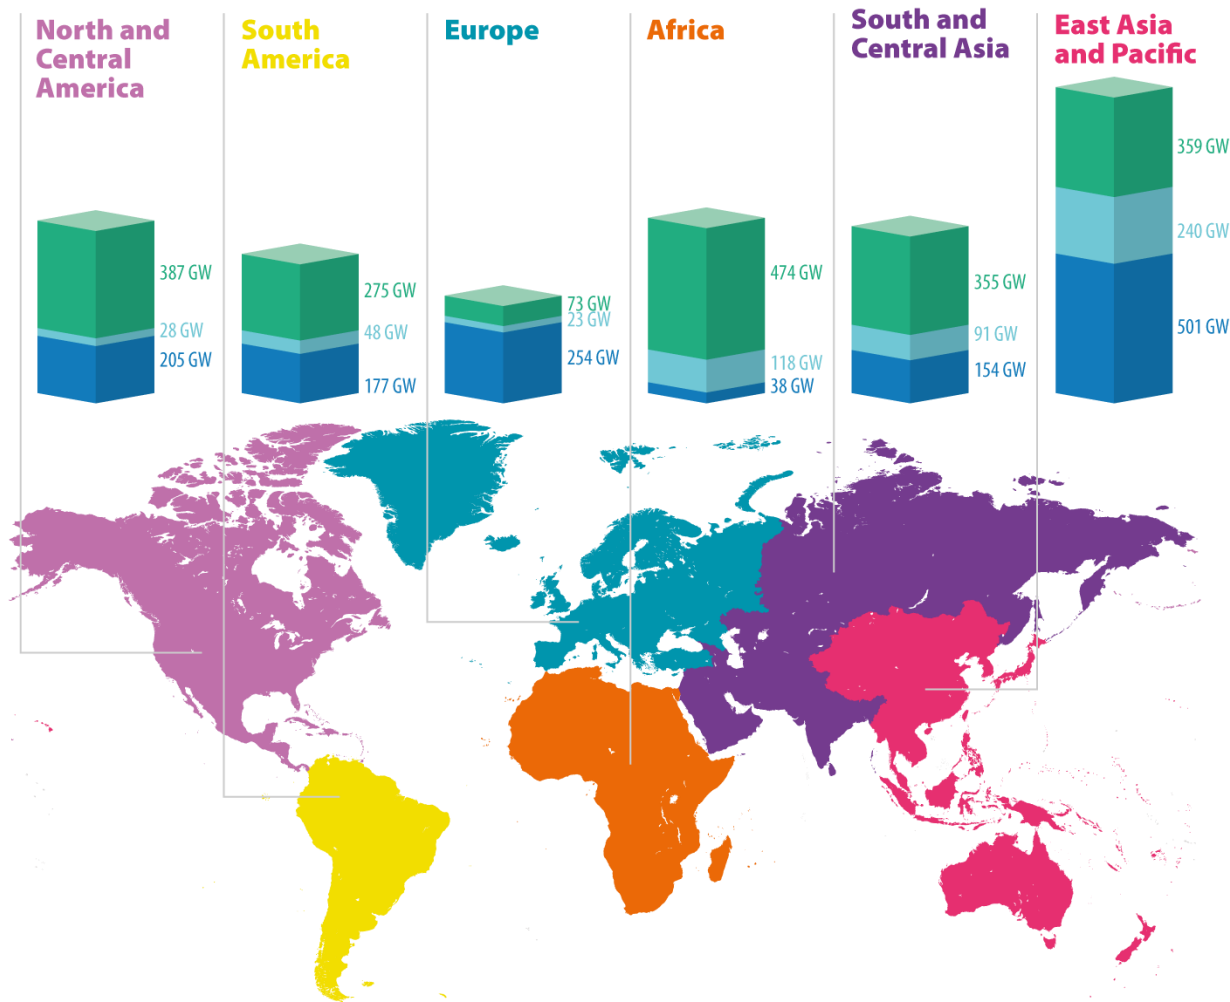 North and
Central
America
South
America
Europe
Africa
South and
Central Asia
East Asia
and Pacific
387 GW
28 GW
205 GW
275 GW
48 GW
177 GW
73 GW
23 GW
254 GW
474 GW
118 GW
38 GW
355 GW
91 GW
154 GW
359 GW
240 GW
501 GW